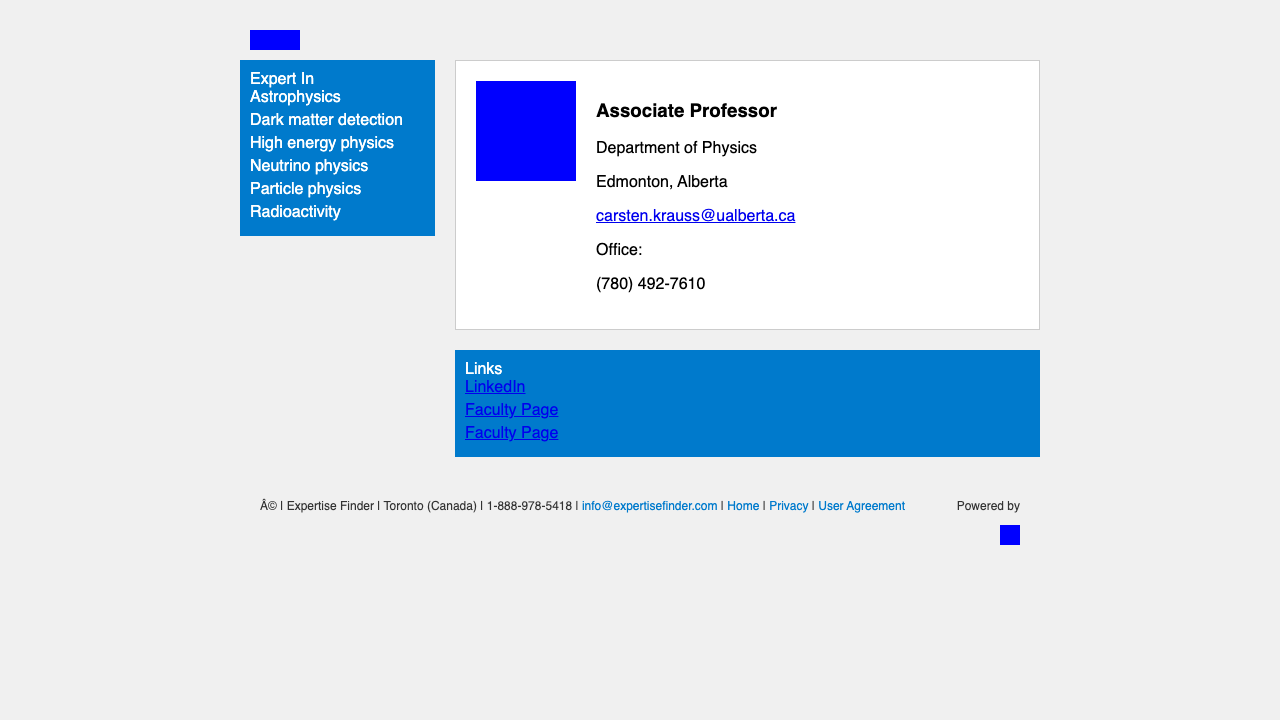 Expert In
Astrophysics
Dark matter detection
High energy physics
Neutrino physics
Particle physics
Radioactivity
Associate Professor
Department of Physics
Edmonton, Alberta
carsten.krauss@ualberta.ca
Office:
(780) 492-7610
Links
LinkedIn
Faculty Page
Faculty Page
Â© | Expertise Finder | Toronto (Canada) | 1-888-978-5418 | info@expertisefinder.com | Home | Privacy | User Agreement
Powered by